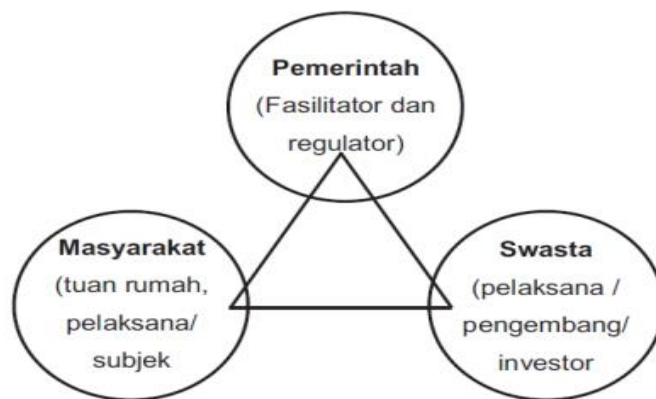 Pemerintah
(Fasilitator dan
regulator)
Masyarakat
(tuan rumah,
pelaksana/
subjek
Swasta
(pelaksana /
pengembang/
investor